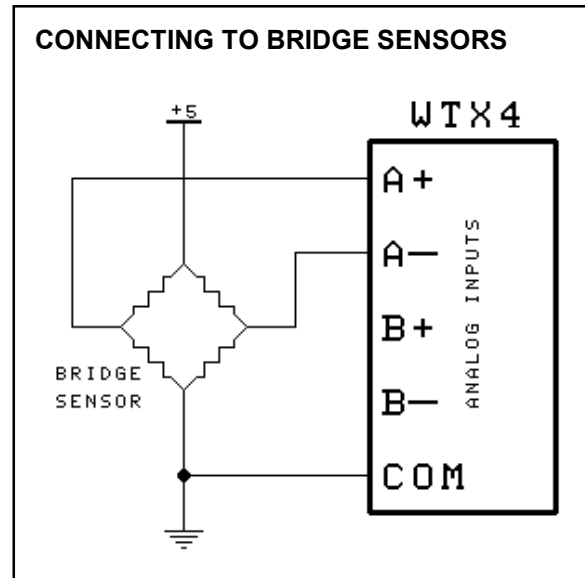 CONNECTING TO BRIDGE SENSORS
+5
WTX4
A+
A—
B+
B—
COM
ANALOG INPUTS
BRIDGE
SENSOR